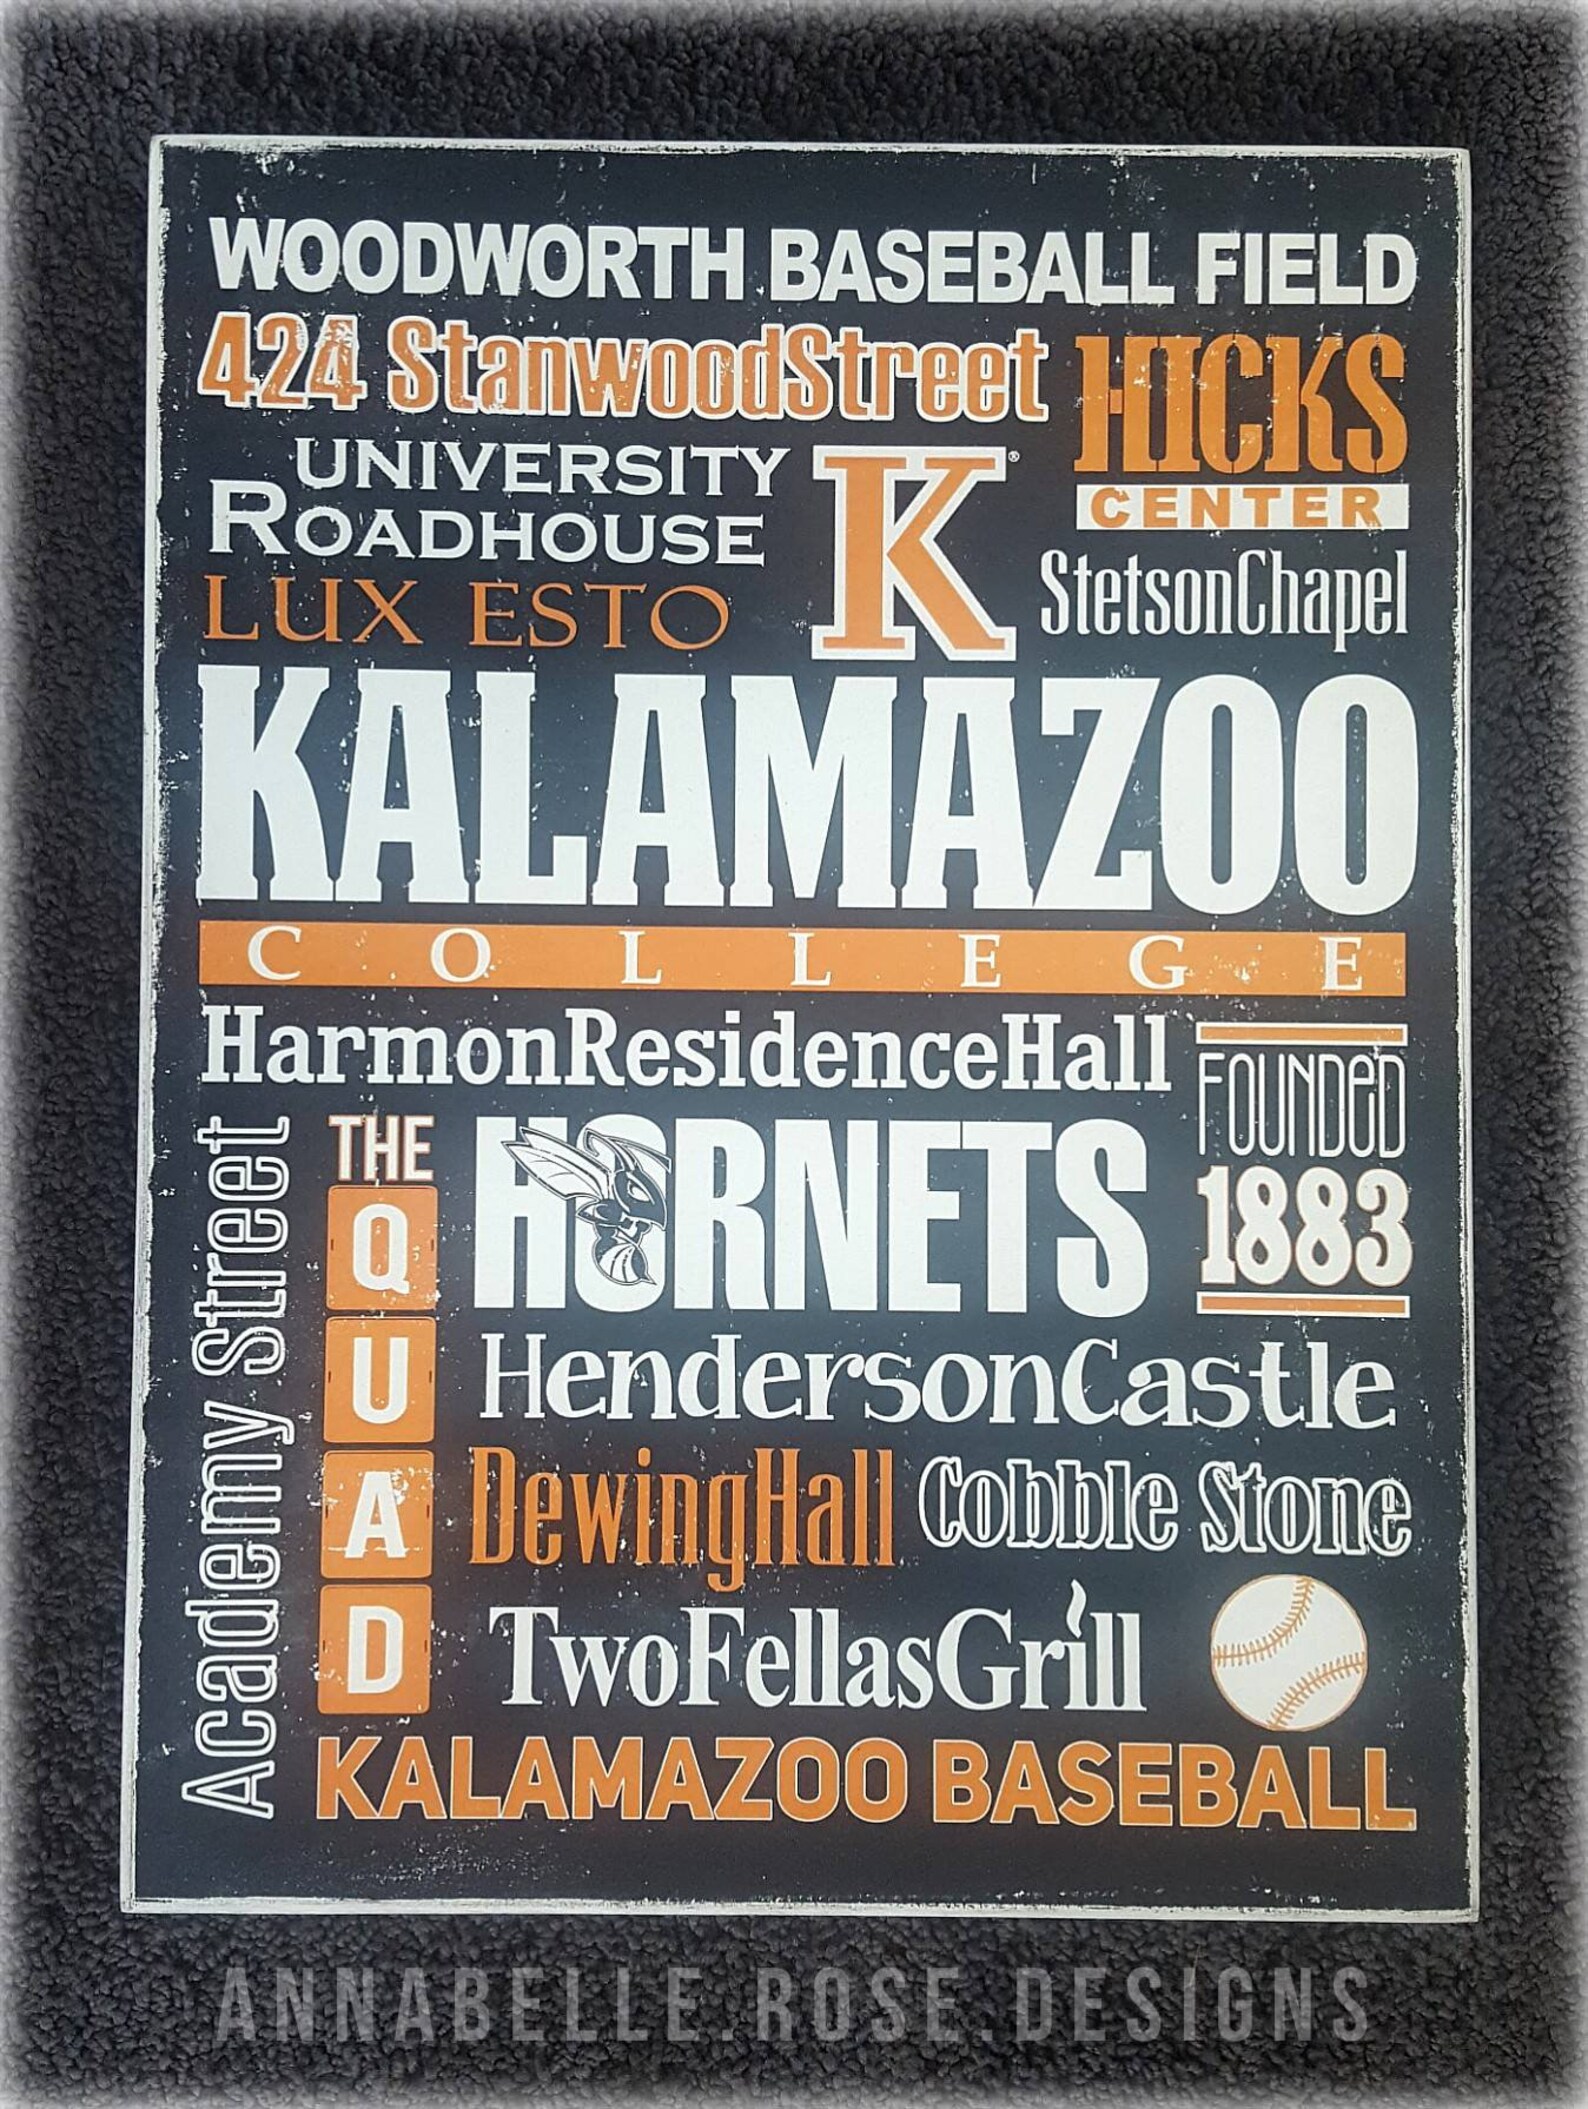 WOODWORTH BASEBALL FIELD
424 StanwoodStreet
HICKS
CENTER
UNIVERSITY
ROADHOUSE
K®
StetsonChapel
LUX ESTO
KALAMAZOO
COLLEGE
HarmonResidenceHall
FOUNDeD
1883
Academy Street
THE
QUAD
HORNETS
HendersonCastle
DewingHall
Cobble Stone
TwoFellasGrill
KALAMAZOO BASEBALL
ANNABELLE.ROSE.DESIGNS